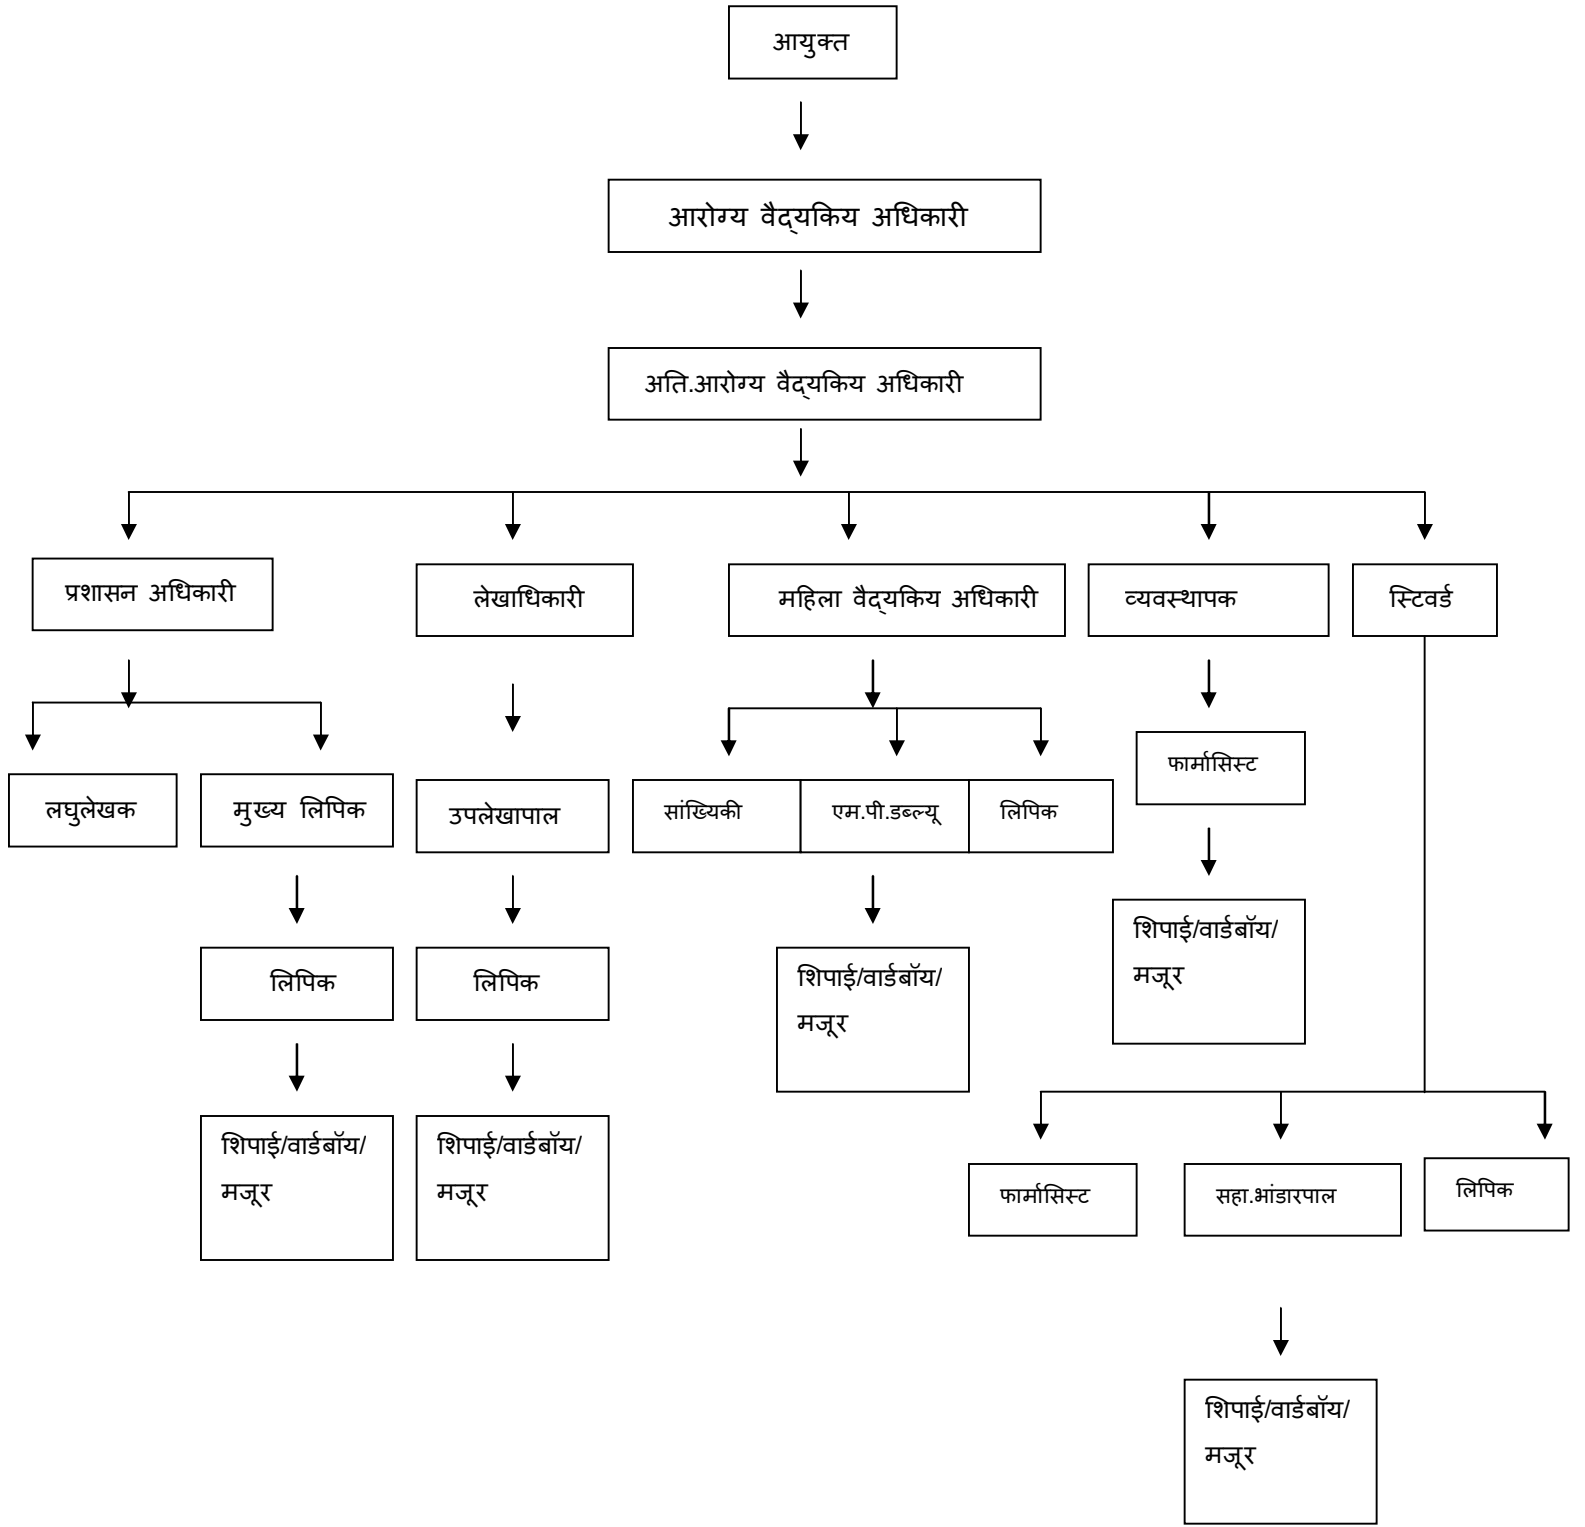 आयुक्त
आरोग्य वैद्यकिय अधिकारी
अति.आरोग्य वैद्यकिय अधिकारी
प्रशासन अधिकारी
लेखाधिकारी
महिला वैद्यकिय अधिकारी
व्यवस्थापक
स्टिवर्ड
लघुलेखक
मुख्य लिपिक
उपलेखापाल
सांख्यिकी
एम.पी.डब्ल्यू
लिपिक
फार्मासिस्ट
लिपिक
लिपिक
शिपाई/वार्डबॉय/
मजूर
शिपाई/वार्डबॉय/
मजूर
शिपाई/वार्डबॉय/
मजूर
शिपाई/वार्डबॉय/
मजूर
फार्मासिस्ट
सहा.भांडारपाल
लिपिक
शिपाई/वार्डबॉय/
मजूर